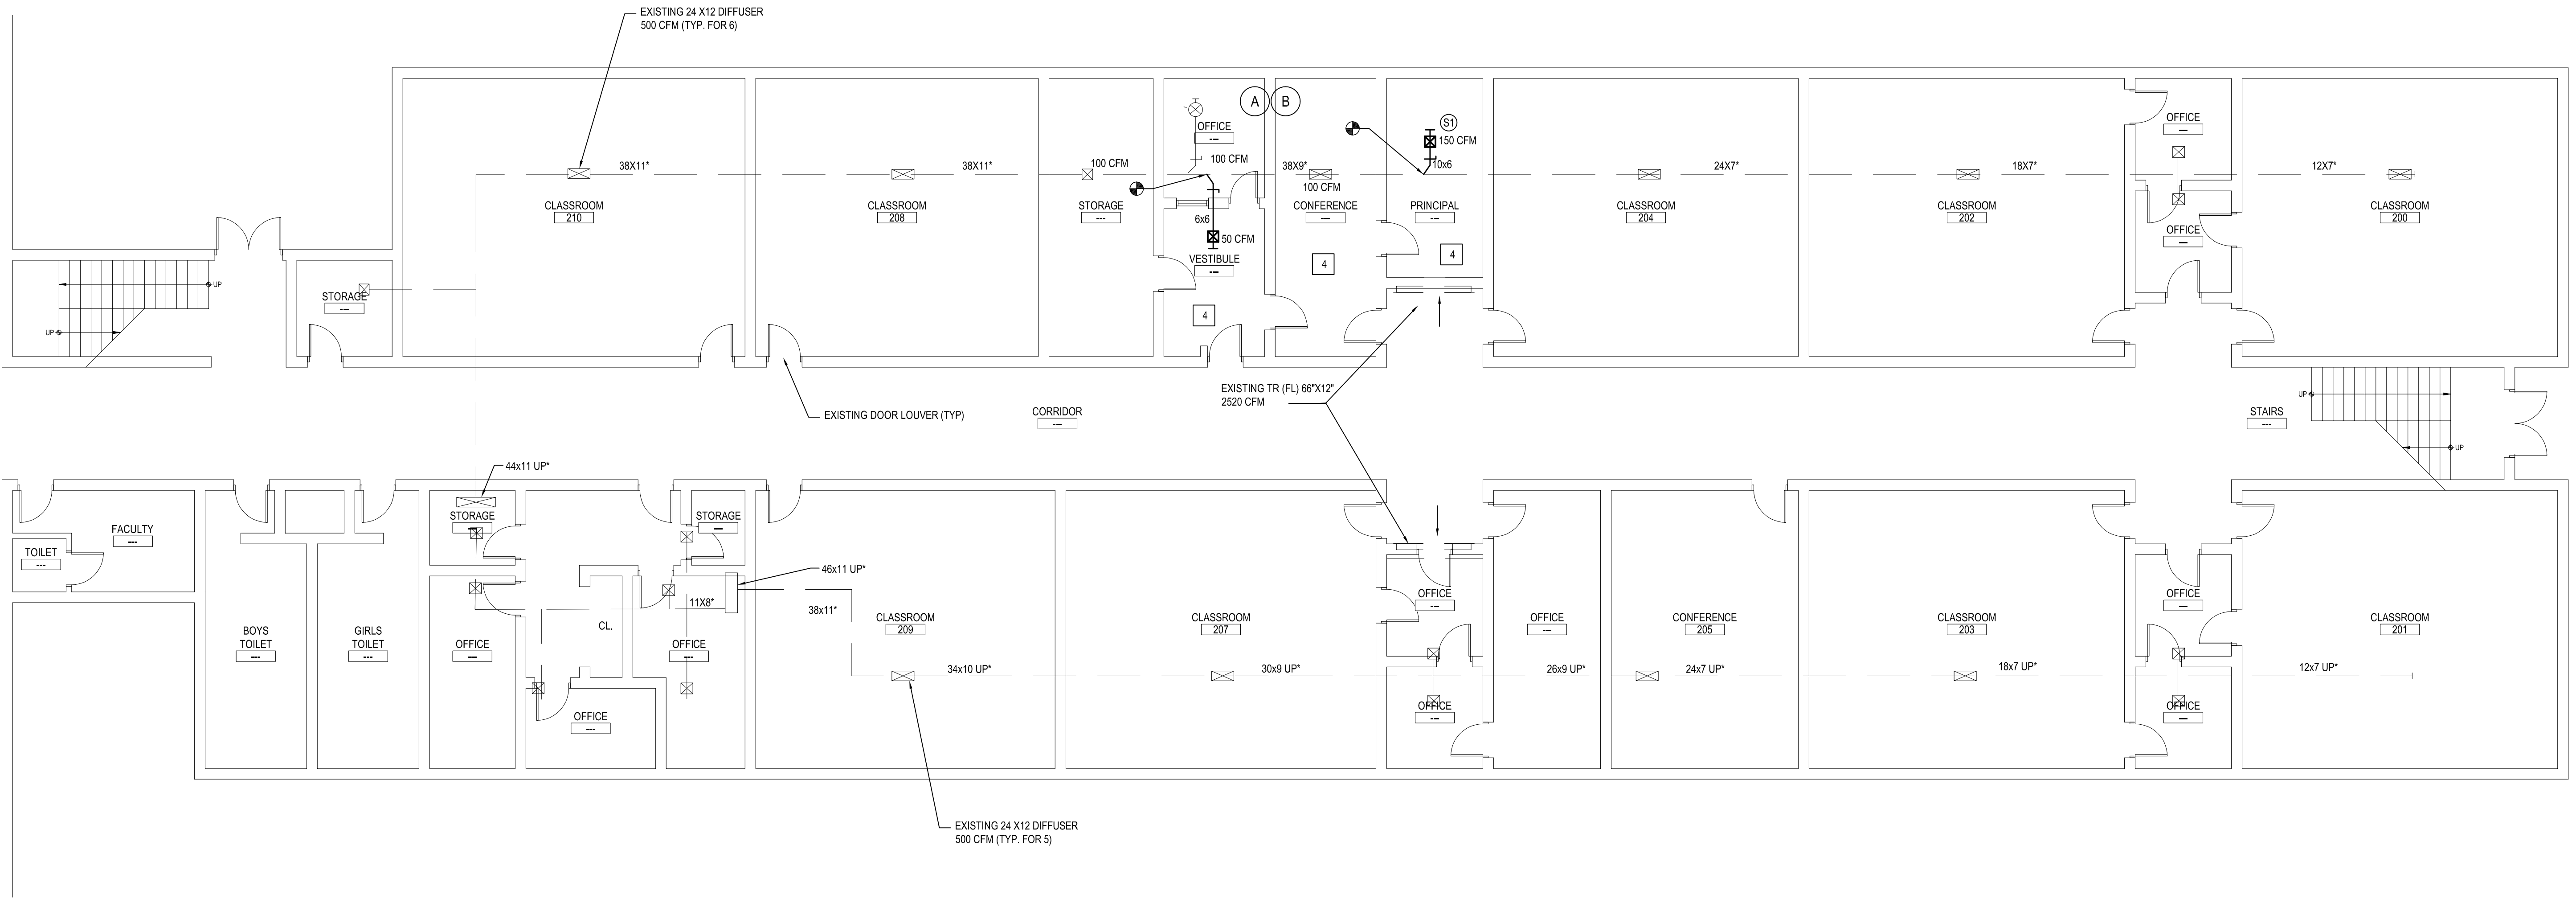 EXISTING 24 X12 DIFFUSER
500 CFM (TYP. FOR 6)
A
B
S1
OFFICE
---
150 CFM
OFFICE
---
38X11*
38X11*
100 CFM
100 CFM
38X9*
10x6
24X7*
18X7*
12X7*
100 CFM
CLASSROOM
210
CLASSROOM
208
STORAGE
---
CONFERENCE
---
PRINCIPAL
---
CLASSROOM
204
CLASSROOM
202
CLASSROOM
200
6x6
50 CFM
OFFICE
---
VESTIBULE
---
4
4
4
UP
UP
STORAGE
---
EXISTING TR (FL) 66"X12"
2520 CFM
EXISTING DOOR LOUVER (TYP)
CORRIDOR
---
STAIRS
---
UP
UP
44x11 UP*
STORAGE
---
STORAGE
---
FACULTY
---
TOILET
---
46x11 UP*
11X8*
38x11*
CL.
OFFICE
---
OFFICE
---
BOYS
TOILET
---
GIRLS
TOILET
---
OFFICE
---
OFFICE
---
CLASSROOM
209
CLASSROOM
207
OFFICE
---
CONFERENCE
205
CLASSROOM
203
CLASSROOM
201
34x10 UP*
30x9 UP*
26x9 UP*
24x7 UP*
18x7 UP*
12x7 UP*
OFFICE
---
OFFICE
---
OFFICE
---
EXISTING 24 X12 DIFFUSER
500 CFM (TYP. FOR 5)